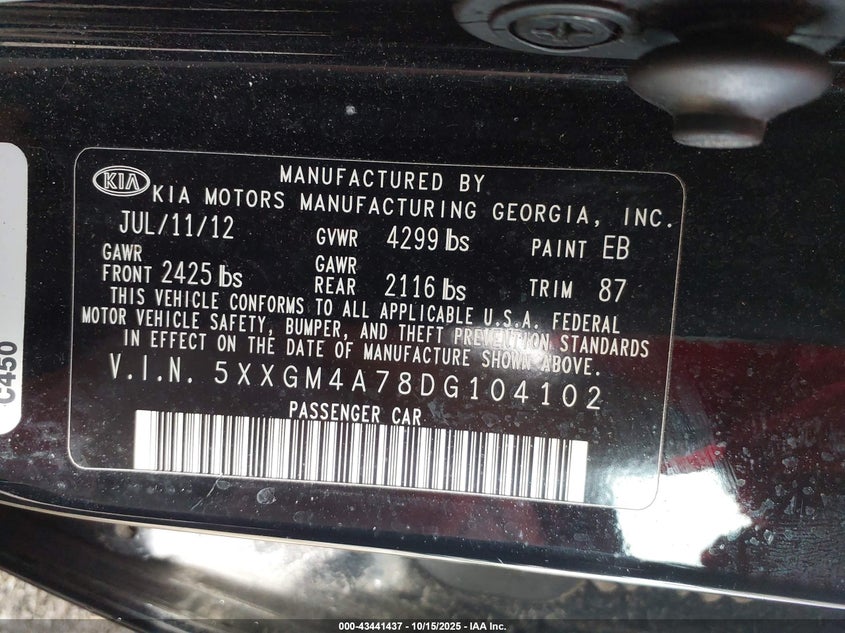 MANUFACTURED BY
KIA KIA MOTORS MANUFACTURING GEORGIA, INC.
JUL/11/12 GVWR 4299 lbs PAINT EB
GAWR FRONT 2425 lbs GAWR REAR 2116 lbs TRIM 87
THIS VEHICLE CONFORMS TO ALL APPLICABLE U.S.A. FEDERAL
MOTOR VEHICLE SAFETY, BUMPER, AND THEFT PREVENTION STANDARDS
IN EFFECT ON THE DATE OF MANUFACTURE SHOWN ABOVE.
V.I.N. 5XXGM4A78DG104102
PASSENGER CAR
C450
000-43441437 - 10/15/2025 - IAA Inc.